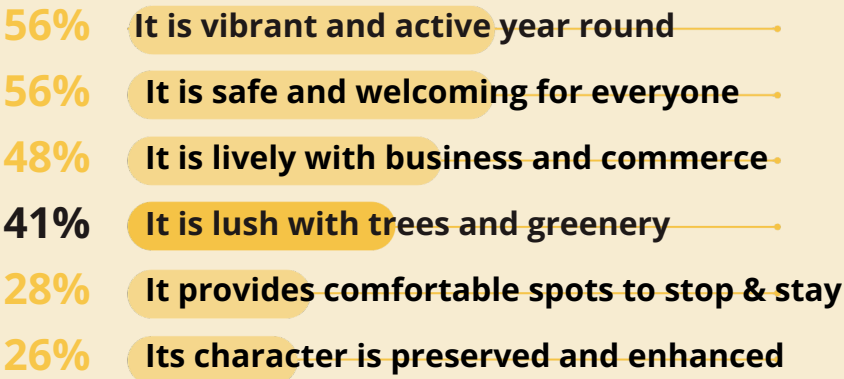 56% It is vibrant and active year round
56% It is safe and welcoming for everyone
48% It is lively with business and commerce
41% It is lush with trees and greenery
28% It provides comfortable spots to stop & stay
26% Its character is preserved and enhanced